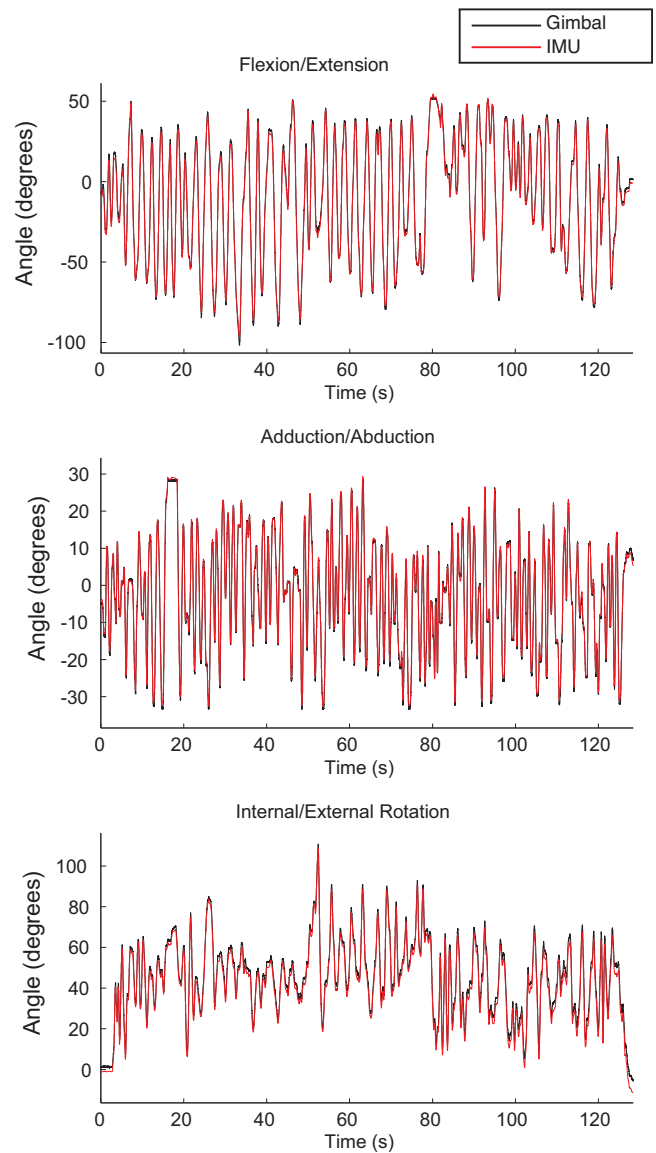 Gimbal
IMU
Flexion/Extension
Angle (degrees)
50
0
-50
-100
0 20 40 60 80 100 120
Time (s)
Adduction/Abduction
Angle (degrees)
30
20
10
0
-10
-20
-30
0 20 40 60 80 100 120
Time (s)
Internal/External Rotation
Angle (degrees)
100
80
60
40
20
0
0 20 40 60 80 100 120
Time (s)